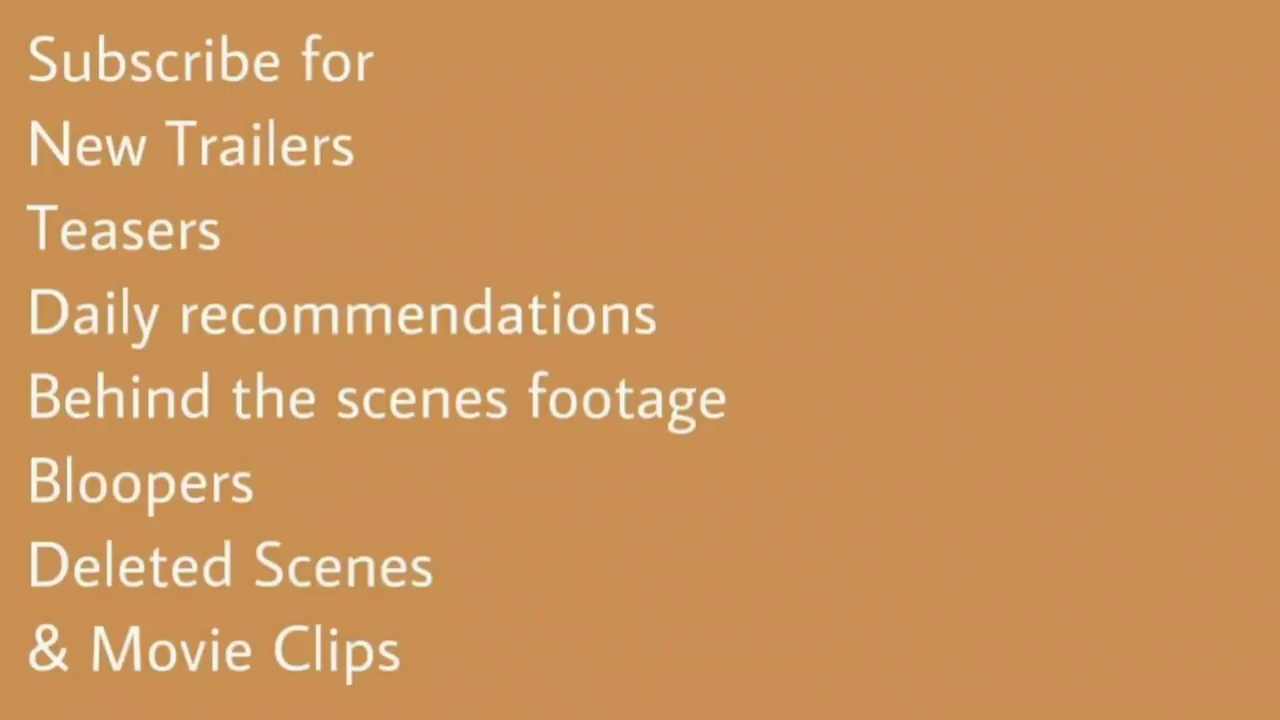 Subscribe for
New Trailers
Teasers
Daily recommendations
Behind the scenes footage
Bloopers
Deleted Scenes
& Movie Clips